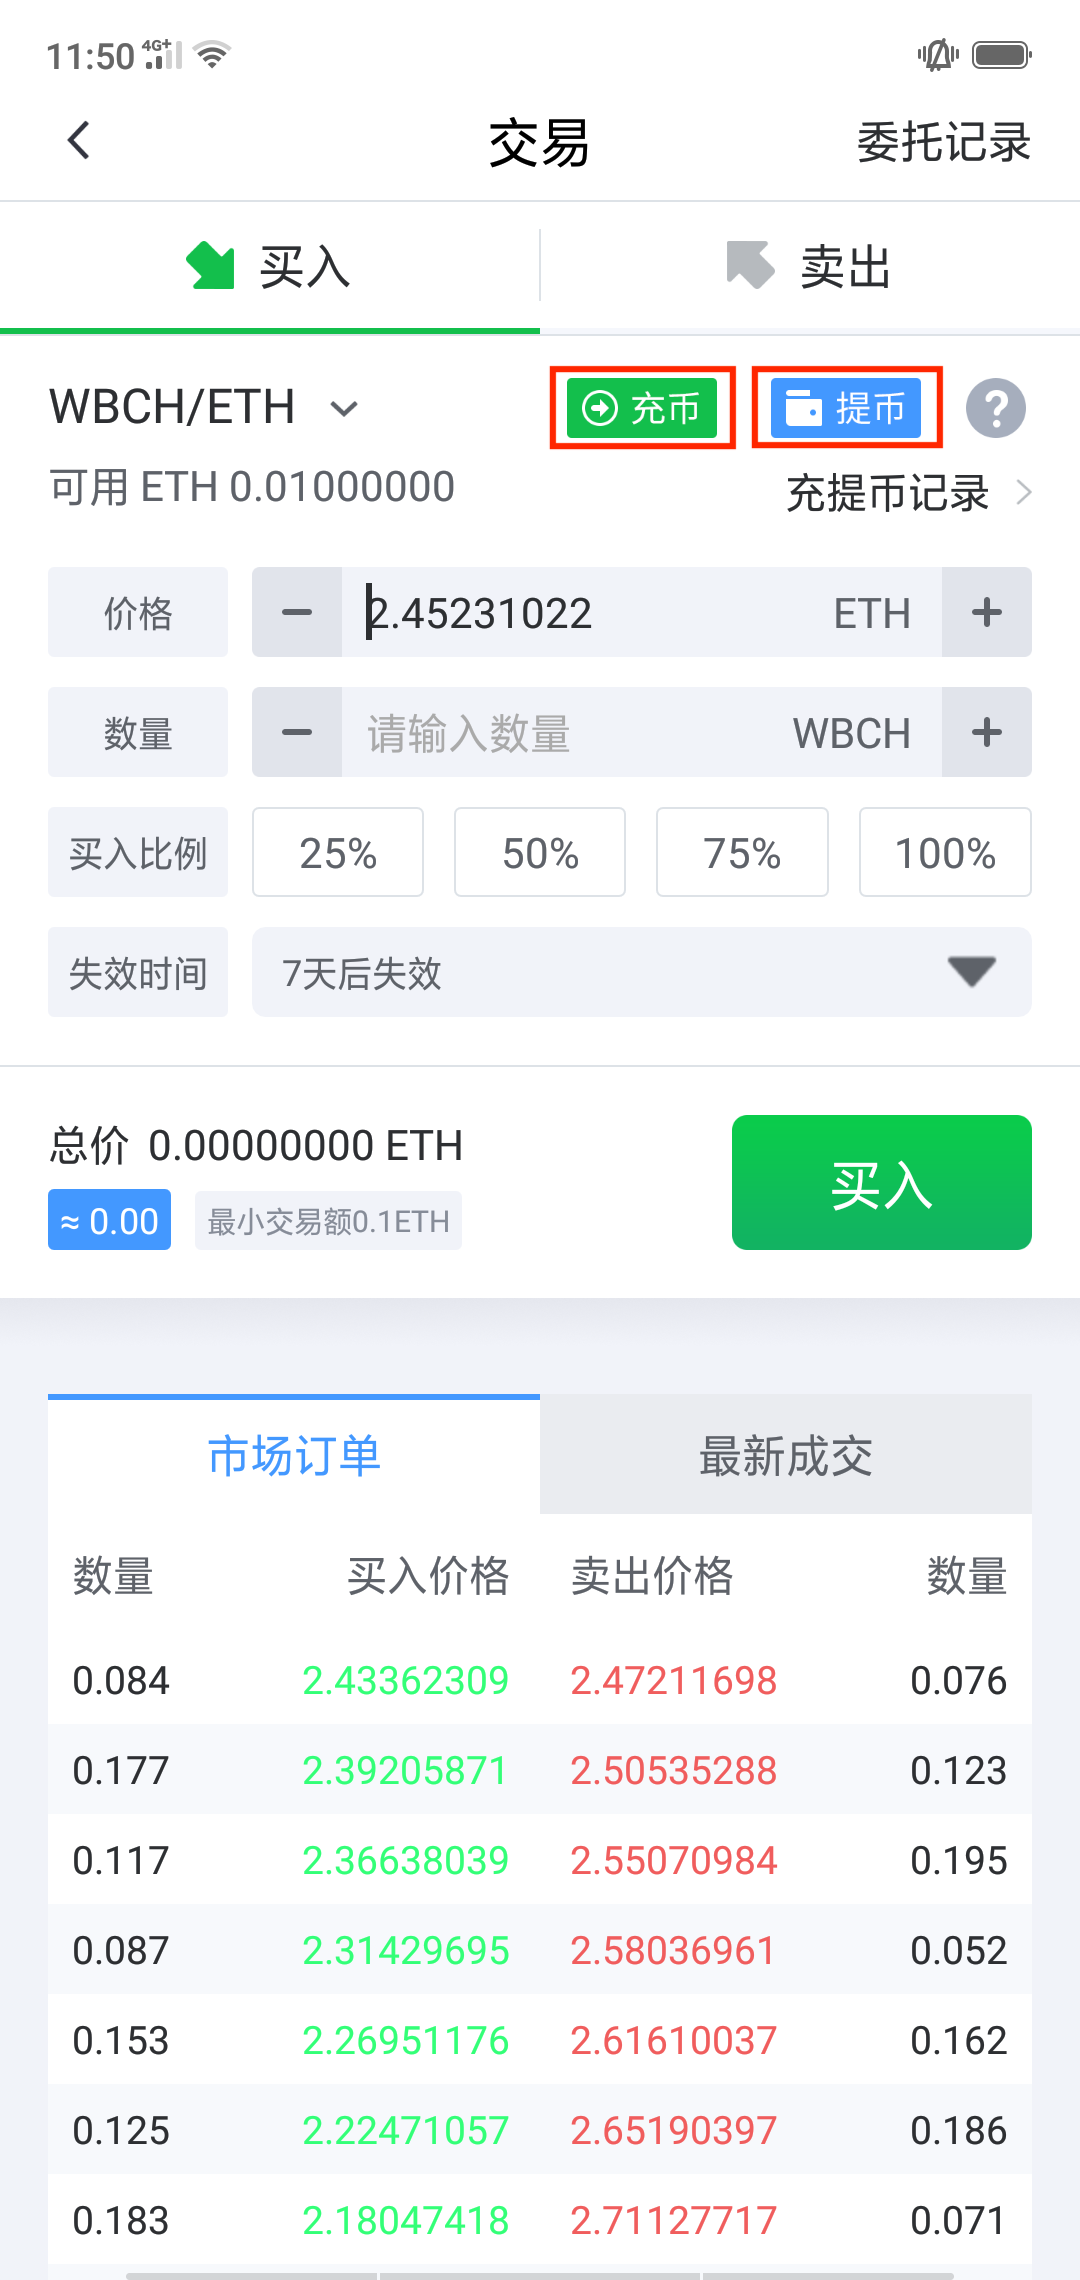 11:50 4G+
交易 委托记录
买入 卖出
WBCH/ETH 充币 提币 ?
可用 ETH 0.01000000 充提币记录
价格 − 2.45231022 ETH +
数量 − 请输入数量 WBCH +
买入比例 25% 50% 75% 100%
失效时间 7天后失效
总价 0.00000000 ETH
≈ 0.00 最小交易额0.1ETH
买入
市场订单 最新成交
数量 买入价格 卖出价格 数量
0.084 2.43362309 2.47211698 0.076
0.177 2.39205871 2.50535288 0.123
0.117 2.36638039 2.55070984 0.195
0.087 2.31429695 2.58036961 0.052
0.153 2.26951176 2.61610037 0.162
0.125 2.22471057 2.65190397 0.186
0.183 2.18047418 2.71127717 0.071